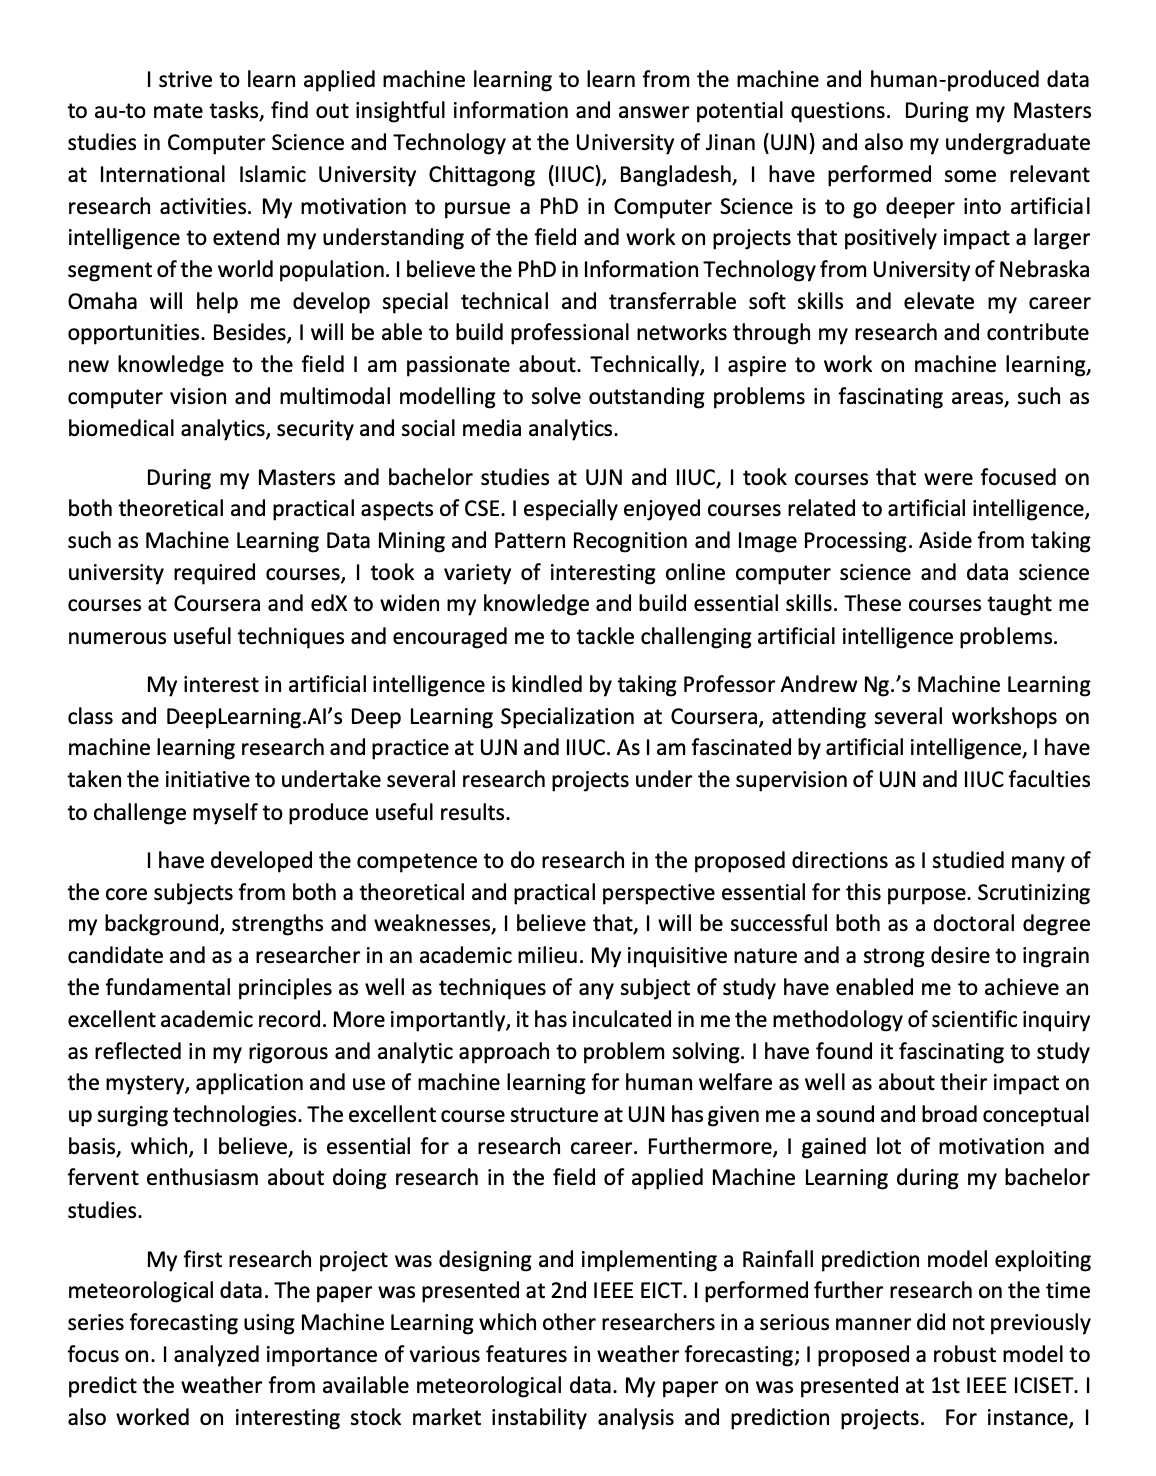 I strive to learn applied machine learning to learn from the machine and human-produced data
to au-to mate tasks, find out insightful information and answer potential questions.  During my Masters
studies in Computer Science and Technology at the University of Jinan (UJN) and also my undergraduate
at International Islamic University Chittagong (IIUC), Bangladesh, I have performed some relevant
research activities. My motivation to pursue a PhD in Computer Science is to go deeper into artificial
intelligence to extend my understanding of the field and work on projects that positively impact a larger
segment of the world population. I believe the PhD in Information Technology from University of Nebraska
Omaha will help me develop special technical and transferrable soft skills and elevate my career
opportunities. Besides, I will be able to build professional networks through my research and contribute
new knowledge to the field I am passionate about. Technically, I aspire to work on machine learning,
computer vision and multimodal modelling to solve outstanding problems in fascinating areas, such as
biomedical analytics, security and social media analytics.
During my Masters and bachelor studies at UJN and IIUC, I took courses that were focused on
both theoretical and practical aspects of CSE. I especially enjoyed courses related to artificial intelligence,
such as Machine Learning Data Mining and Pattern Recognition and Image Processing. Aside from taking
university required courses, I took a variety of interesting online computer science and data science
courses at Coursera and edX to widen my knowledge and build essential skills. These courses taught me
numerous useful techniques and encouraged me to tackle challenging artificial intelligence problems.
My interest in artificial intelligence is kindled by taking Professor Andrew Ng.’s Machine Learning
class and DeepLearning.AI’s Deep Learning Specialization at Coursera, attending several workshops on
machine learning research and practice at UJN and IIUC. As I am fascinated by artificial intelligence, I have
taken the initiative to undertake several research projects under the supervision of UJN and IIUC faculties
to challenge myself to produce useful results.
I have developed the competence to do research in the proposed directions as I studied many of
the core subjects from both a theoretical and practical perspective essential for this purpose. Scrutinizing
my background, strengths and weaknesses, I believe that, I will be successful both as a doctoral degree
candidate and as a researcher in an academic milieu. My inquisitive nature and a strong desire to ingrain
the fundamental principles as well as techniques of any subject of study have enabled me to achieve an
excellent academic record. More importantly, it has inculcated in me the methodology of scientific inquiry
as reflected in my rigorous and analytic approach to problem solving. I have found it fascinating to study
the mystery, application and use of machine learning for human welfare as well as about their impact on
up surging technologies. The excellent course structure at UJN has given me a sound and broad conceptual
basis, which, I believe, is essential for a research career. Furthermore, I gained lot of motivation and
fervent enthusiasm about doing research in the field of applied Machine Learning during my bachelor
studies.
My first research project was designing and implementing a Rainfall prediction model exploiting
meteorological data. The paper was presented at 2nd IEEE EICT. I performed further research on the time
series forecasting using Machine Learning which other researchers in a serious manner did not previously
focus on. I analyzed importance of various features in weather forecasting; I proposed a robust model to
predict the weather from available meteorological data. My paper on was presented at 1st IEEE ICISET. I
also worked on interesting stock market instability analysis and prediction projects.  For instance, I